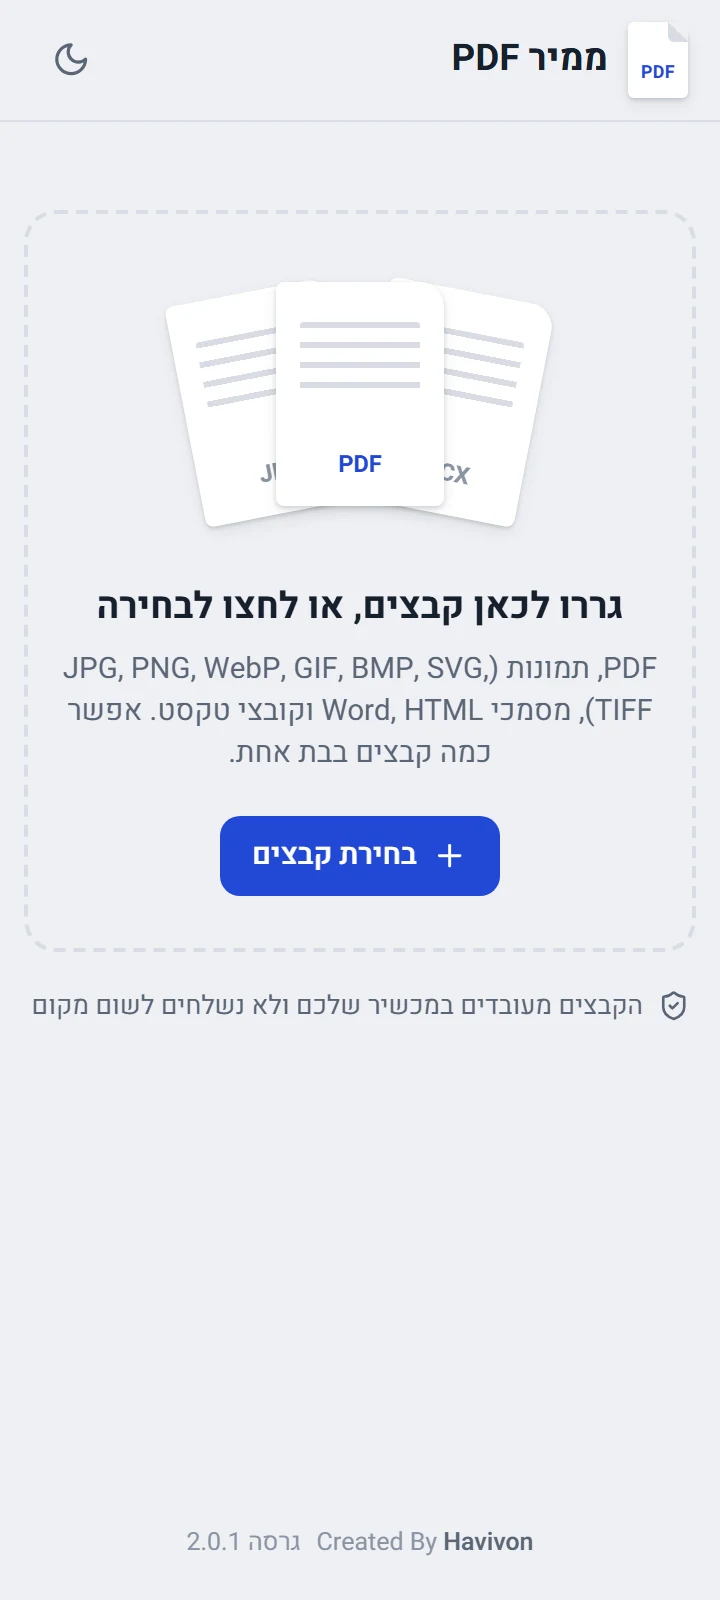 ממיר PDF
PDF
PDF
גררו לכאן קבצים, או לחצו לבחירה
PDF, תמונות (JPG, PNG, WebP, GIF, BMP, SVG,
TIFF), מסמכי Word, HTML וקובצי טקסט. אפשר
כמה קבצים בבת אחת.
בחירת קבצים
הקבצים מעובדים במכשיר שלכם ולא נשלחים לשום מקום
Created By Havivon גרסה 2.0.1